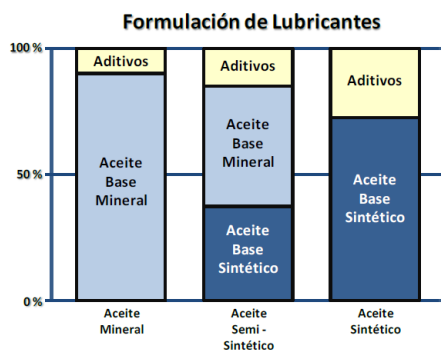 Formulación de Lubricantes
100 %
50 %
0 %
Aditivos
Aceite
Base
Mineral
Aditivos
Aceite
Base
Mineral
Aceite
Base
Sintético
Aditivos
Aceite
Base
Sintético
Aceite
Mineral
Aceite
Semi -
Sintético
Aceite
Sintético